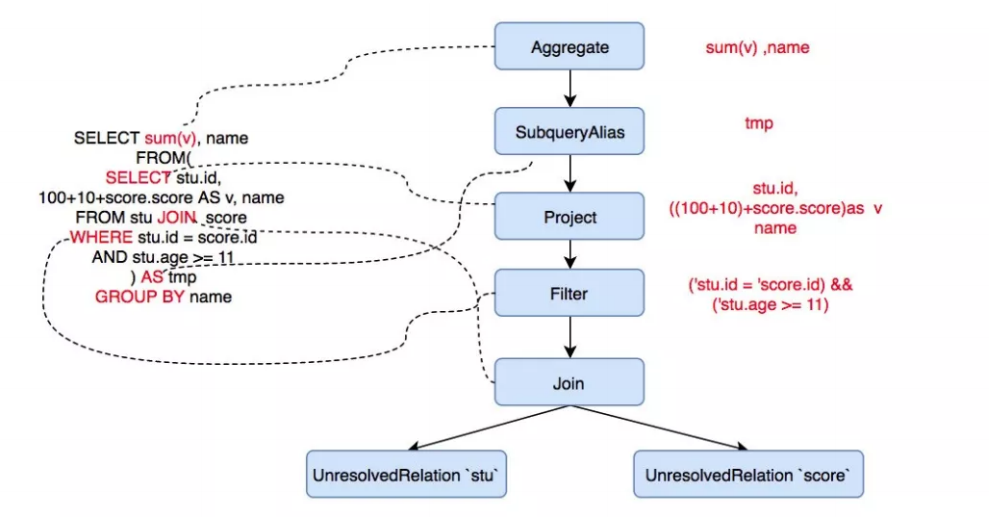 SELECT sum(v), name
FROM(
SELECT stu.id,
100+10+score.score AS v, name
FROM stu JOIN score
WHERE stu.id = score.id
AND stu.age >= 11
) AS tmp
GROUP BY name
Aggregate
sum(v) ,name
SubqueryAlias
tmp
Project
stu.id,
((100+10)+score.score)as v
name
Filter
('stu.id = 'score.id) &&
('stu.age >= 11)
Join
UnresolvedRelation `stu`
UnresolvedRelation `score`